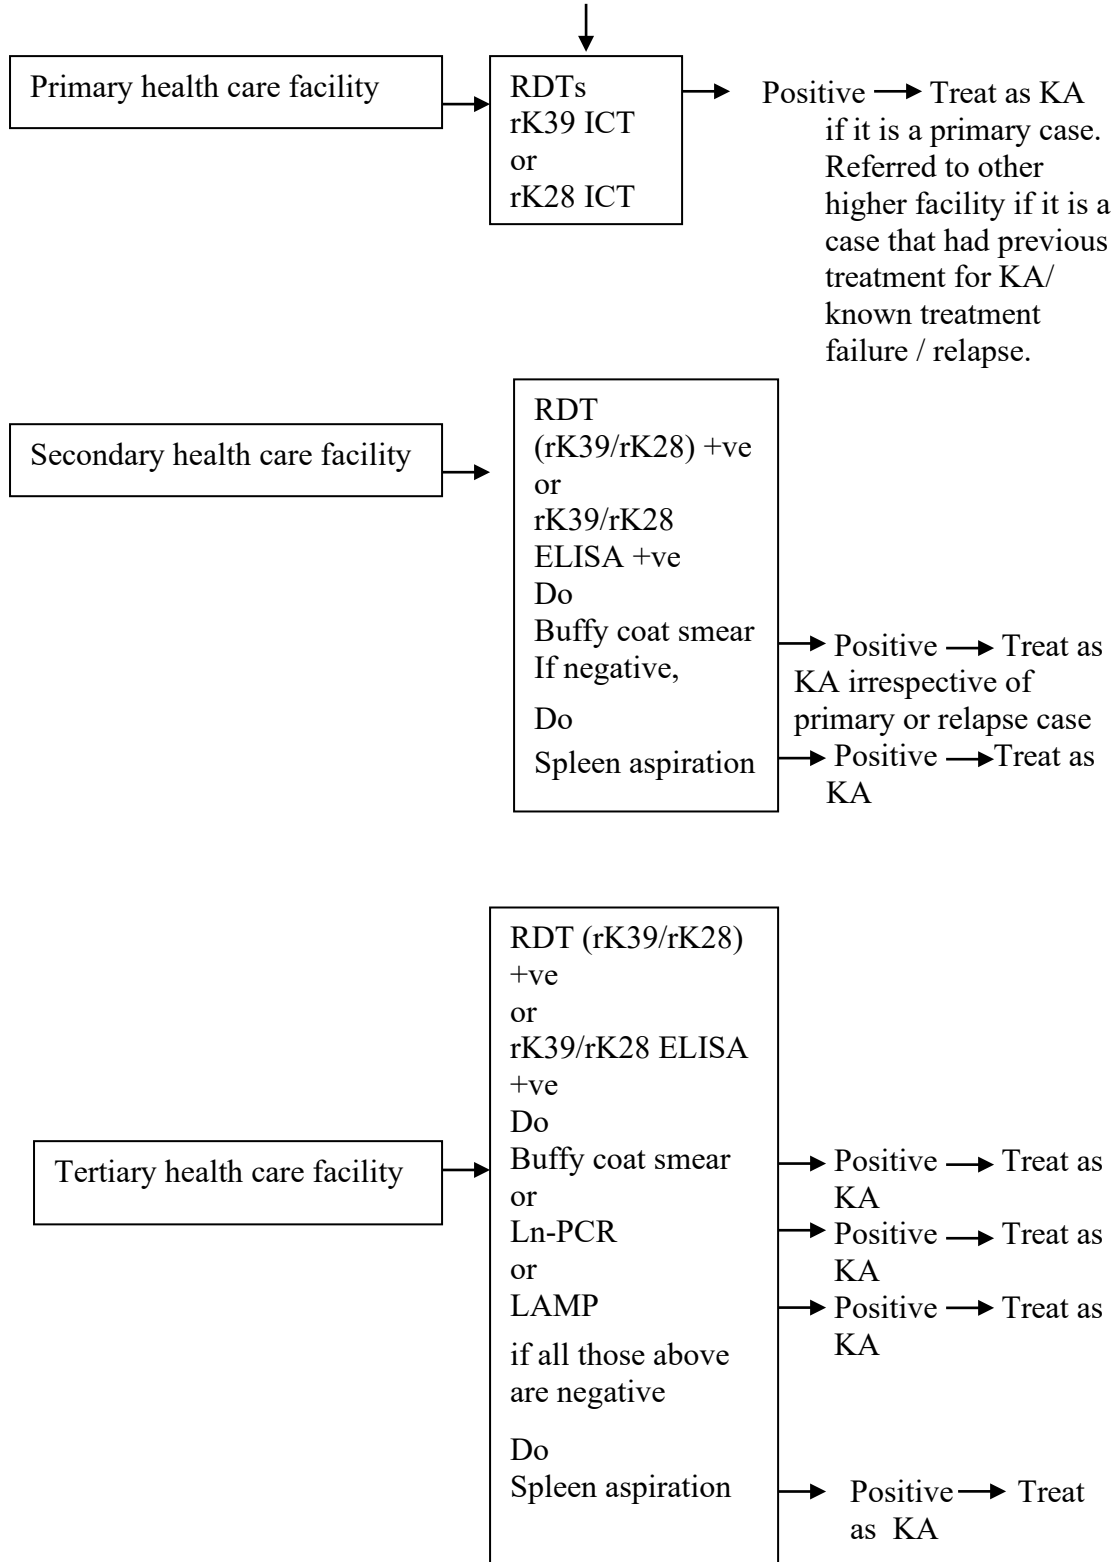 Primary health care facility
RDTs
rK39 ICT
or
rK28 ICT
Positive
Treat as KA
if it is a primary case.
Referred to other
higher facility if it is a
case that had previous
treatment for KA/
known treatment
failure / relapse.
Secondary health care facility
RDT
(rK39/rK28) +ve
or
rK39/rK28
ELISA +ve
Do
Buffy coat smear
If negative,
Do
Spleen aspiration
Positive
Treat as
KA irrespective of
primary or relapse case
Positive
Treat as
KA
Tertiary health care facility
RDT (rK39/rK28)
+ve
or
rK39/rK28 ELISA
+ve
Do
Buffy coat smear
or
Ln-PCR
or
LAMP
if all those above
are negative
Do
Spleen aspiration
Positive
Treat as
KA
Positive
Treat as
KA
Positive
Treat as
KA
Positive
Treat
as KA